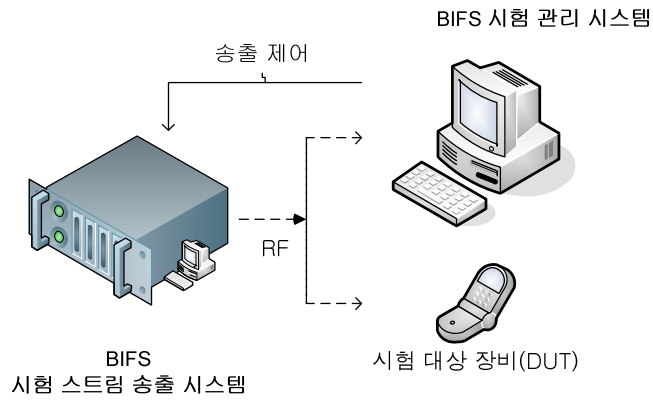 BIFS 시험 관리 시스템
송출 제어
RF
BIFS
시험 스트림 송출 시스템
시험 대상 장비(DUT)